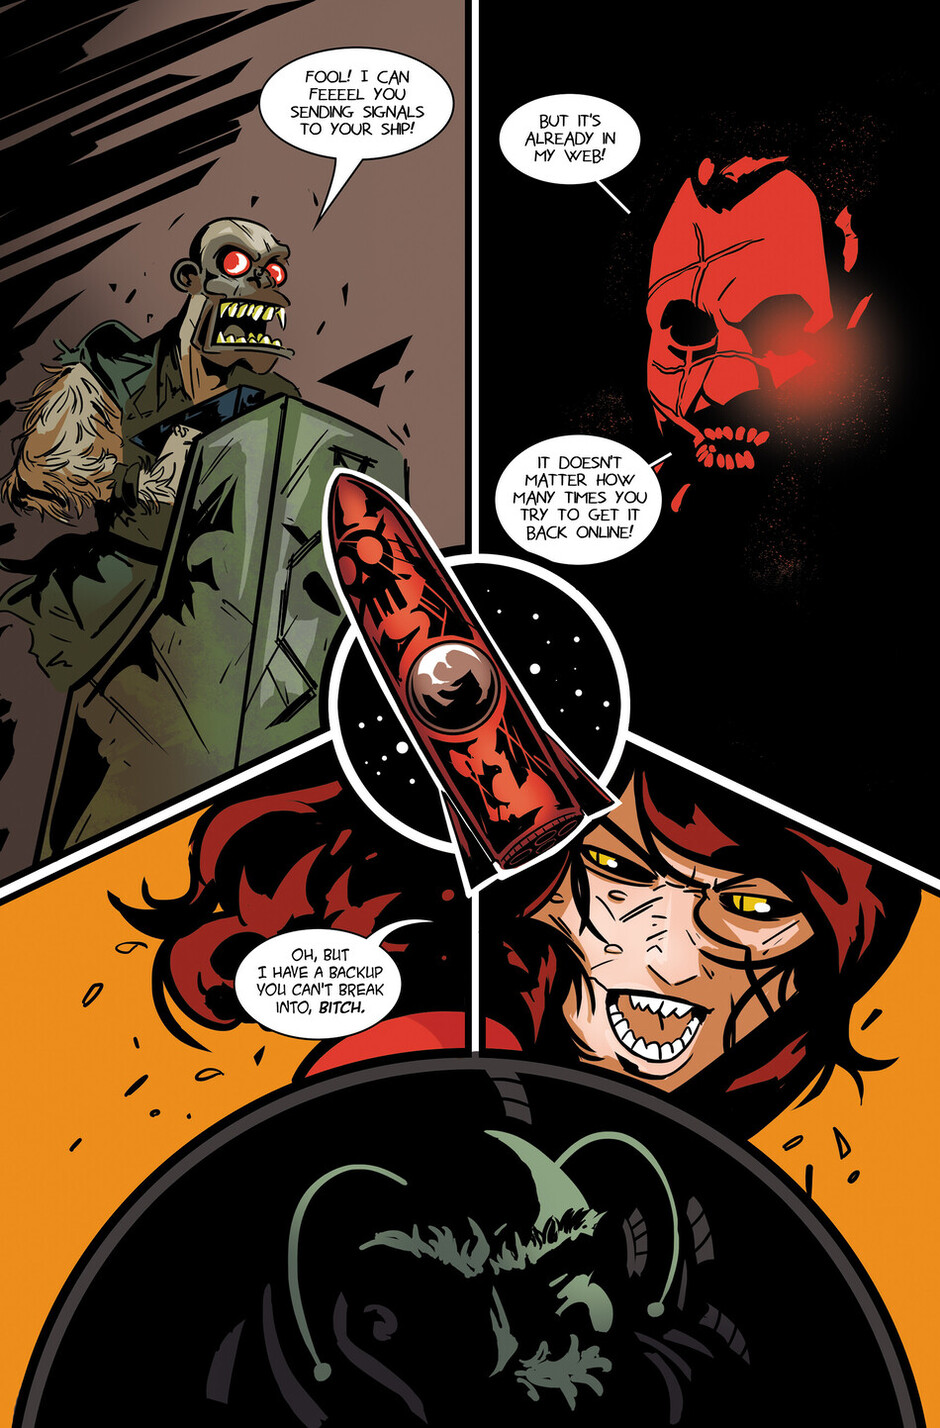 FOOL! I CAN
FEEEEL YOU
SENDING SIGNALS
TO YOUR SHIP!
BUT IT'S
ALREADY IN
MY WEB!
IT DOESN'T
MATTER HOW
MANY TIMES YOU
TRY TO GET IT
BACK ONLINE!
OH, BUT
I HAVE A BACKUP
YOU CAN'T BREAK
INTO, BITCH.